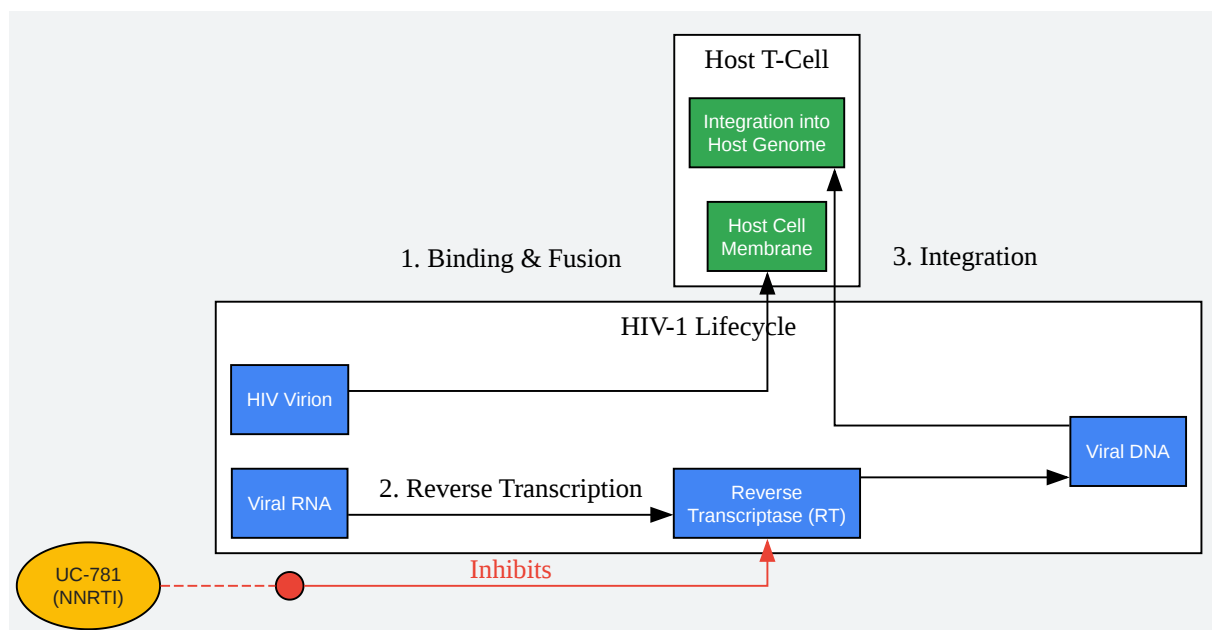 Host T-Cell
Integration into
Host Genome
Host Cell
Membrane
1. Binding & Fusion
3. Integration
HIV-1 Lifecycle
HIV Virion
Viral DNA
Viral RNA
2. Reverse Transcription
Reverse
Transcriptase (RT)
UC-781
(NNRTI)
Inhibits